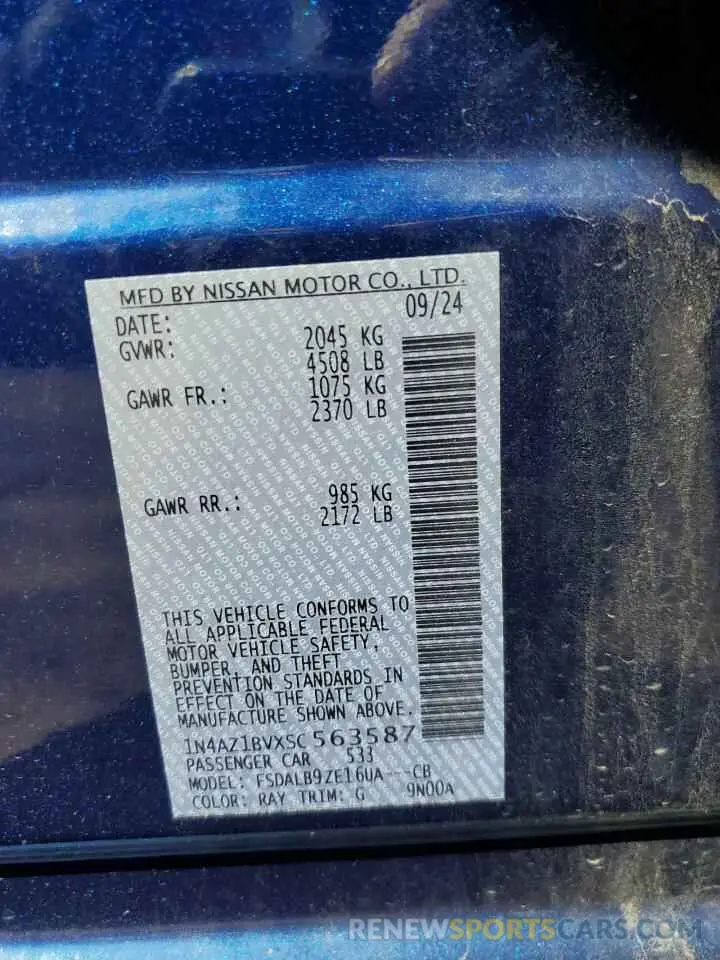 MFD BY NISSAN MOTOR CO., LTD.
DATE: 09/24
GVWR: 2045 KG
4508 LB
GAWR FR.: 1075 KG
2370 LB
GAWR RR.: 985 KG
2172 LB
THIS VEHICLE CONFORMS TO
ALL APPLICABLE FEDERAL
MOTOR VEHICLE SAFETY,
BUMPER, AND THEFT
PREVENTION STANDARDS IN
EFFECT ON THE DATE OF
MANUFACTURE SHOWN ABOVE.
1N4AZ1BVXSC563587
PASSENGER CAR 533
MODEL: FSDALB9ZE16UA---CB
COLOR: RAY TRIM: G 9N00A
RENEWSPORTSCARS.COM